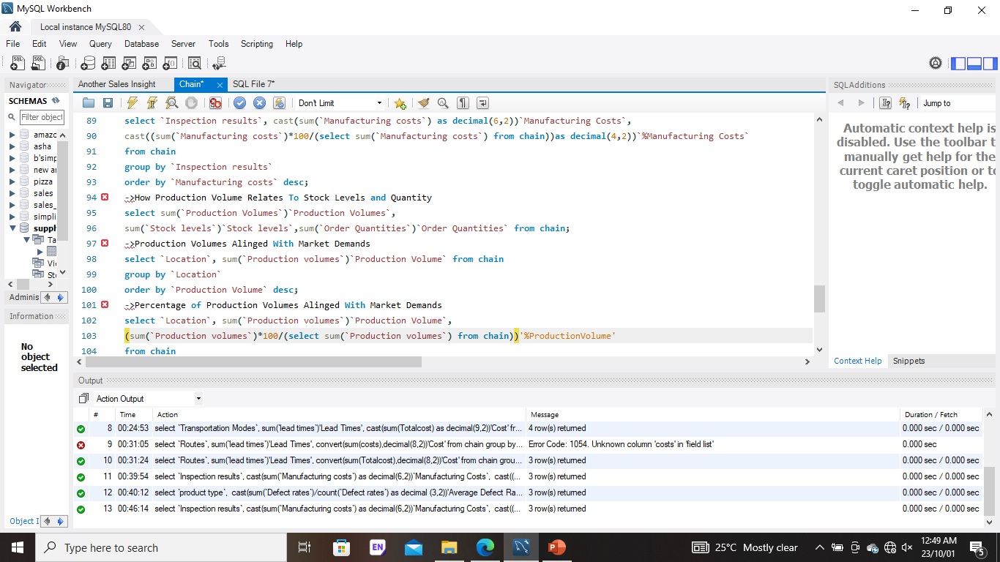 MySQL Workbench
Local instance MySQL80
File Edit View Query Database Server Tools Scripting Help
Navigator
SCHEMAS
Filter object
amazo
asha
b'simp
new ar
pizza
sales
sales_
simpli
supph
Ta
Vie
Sto
Adminis
Information
No
object
selected
Object I
Another Sales Insight
Chain*
SQL File 7*
Don't Limit
89 select `Inspection results`, cast(sum(`Manufacturing costs`) as decimal(6,2))`Manufacturing Costs`,
90 cast((sum(`Manufacturing costs`)*100/(select sum(`Manufacturing costs`) from chain))as decimal(4,2))`%Manufacturing Costs`
91 from chain
92 group by `Inspection results`
93 order by `Manufacturing costs` desc;
94 ->How Production Volume Relates To Stock Levels and Quantity
95 select sum(`Production Volumes`)`Production Volumes`,
96 sum(`Stock levels`)`Stock levels`,sum(`Order Quantities`)`Order Quantities` from chain;
97 ->Production Volumes Alinged With Market Demands
98 select `Location`, sum(`Production volumes`)`Production Volume` from chain
99 group by `Location`
100 order by `Production Volume` desc;
101 ->Percentage of Production Volumes Alinged With Market Demands
102 select `Location`, sum(`Production volumes`)`Production Volume`,
103 (sum(`Production volumes`)*100/(select sum(`Production volumes`) from chain))'%ProductionVolume'
104 from chain
SQLAdditions
Jump to
Automatic context help is
disabled. Use the toolbar t
manually get help for the
current caret position or to
toggle automatic help.
Context Help Snippets
Output
Action Output
# Time Action Message Duration / Fetch
8 00:24:53 select `Transportation Modes`, sum(`lead times`)'Lead Times', cast(sum(Totalcost) as decimal(9,2))'Cost' fr... 4 row(s) returned 0.000 sec / 0.000 sec
9 00:31:05 select `Routes`, sum(`lead times`)'Lead Times', convert(sum(costs),decimal(8,2))'Cost' from chain group by... Error Code: 1054. Unknown column 'costs' in 'field list' 0.000 sec
10 00:31:24 select `Routes`, sum(`lead times`)'Lead Times', convert(sum(Totalcost),decimal(8,2))'Cost' from chain grou... 3 row(s) returned 0.000 sec / 0.000 sec
11 00:39:54 select `Inspection results`, cast(sum(`Manufacturing costs`) as decimal(6,2))`Manufacturing Costs`, cast((... 3 row(s) returned 0.000 sec / 0.000 sec
12 00:40:12 select `product type`, cast(sum(`Defect rates`)/count(`Defect rates`) as decimal (3,2))'Average Defect Ra... 3 row(s) returned 0.000 sec / 0.000 sec
13 00:46:14 select `Inspection results`, cast(sum(`Manufacturing costs`) as decimal(6,2))`Manufacturing Costs`, cast((... 3 row(s) returned 0.000 sec / 0.000 sec
Type here to search
EN
25°C Mostly clear
12:49 AM
23/10/01
5